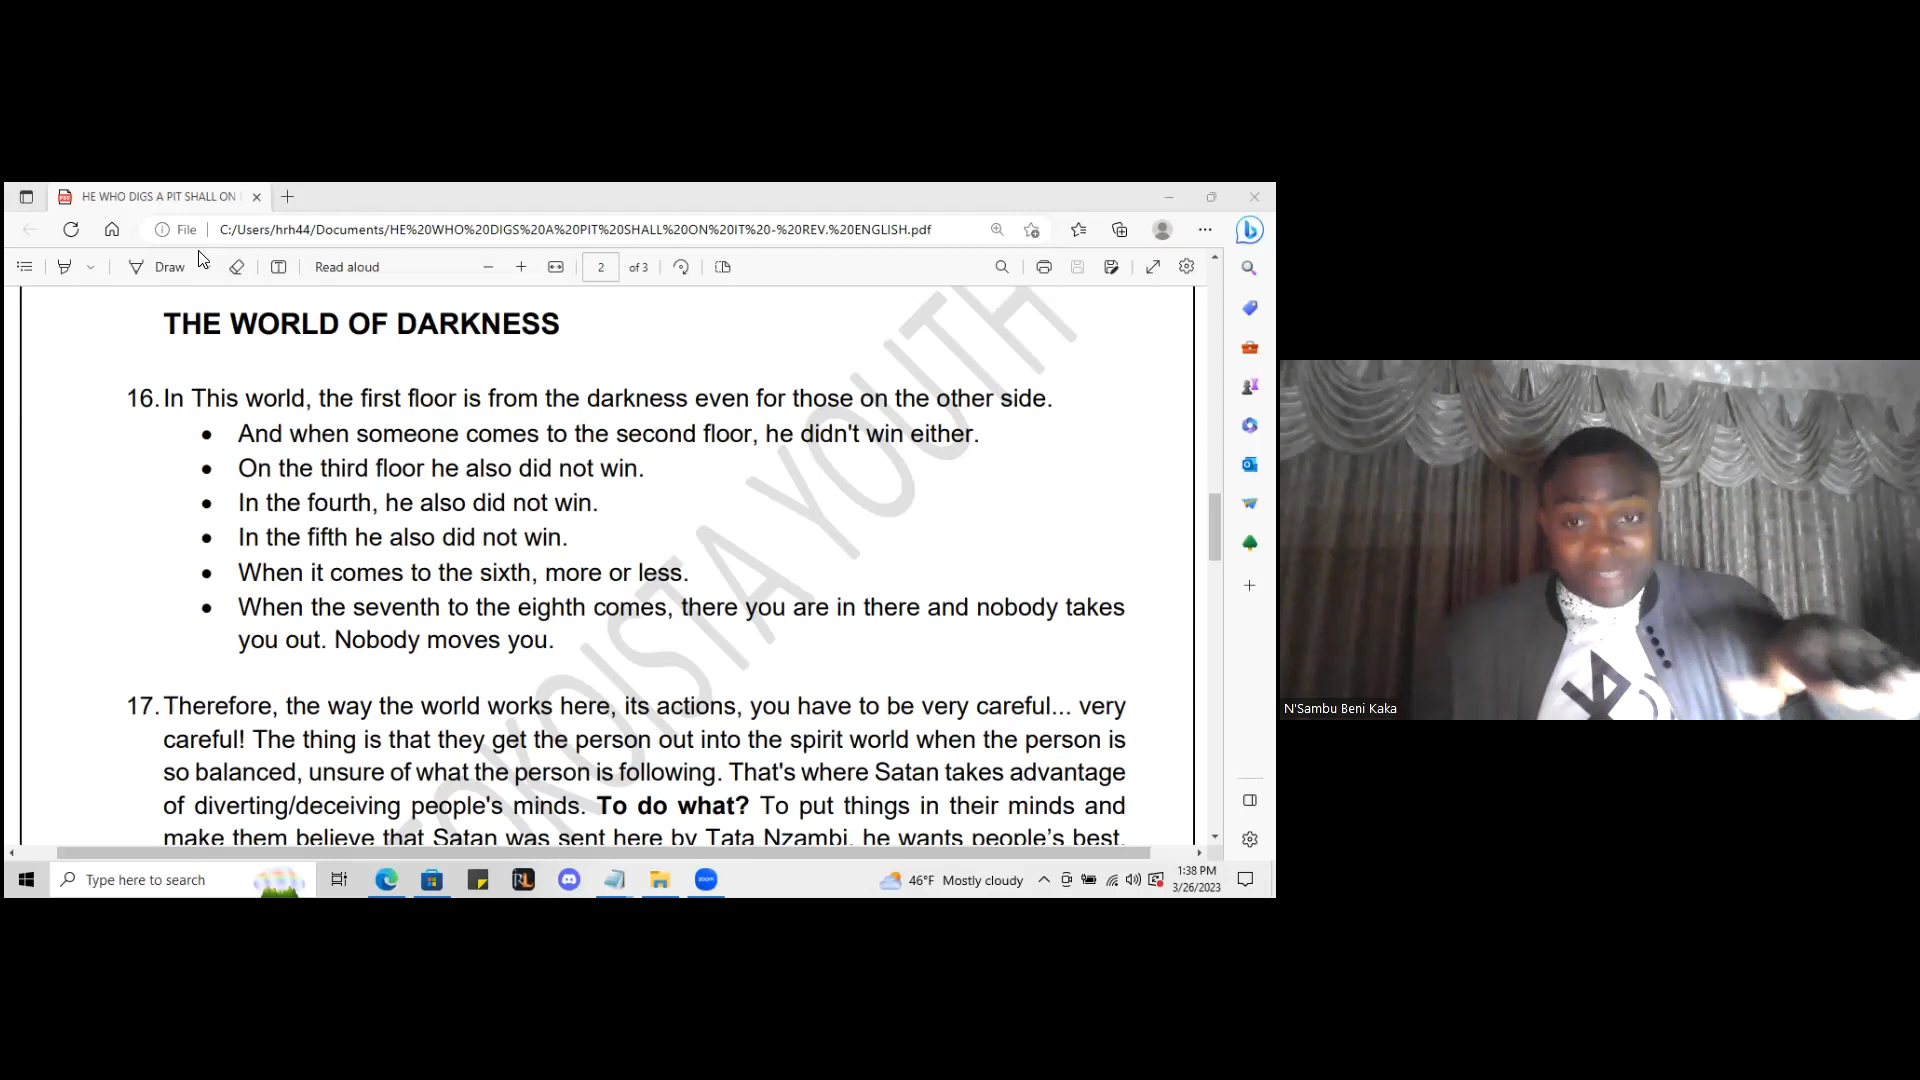 HE WHO DIGS A PIT SHALL ON
File
C:/Users/hrh44/Documents/HE%20WHO%20DIGS%20A%20PIT%20SHALL%20ON%20IT%20-%20REV.%20ENGLISH.pdf
Draw
Read aloud
2
of 3
THE WORLD OF DARKNESS
16. In This world, the first floor is from the darkness even for those on the other side.
• And when someone comes to the second floor, he didn't win either.
• On the third floor he also did not win.
• In the fourth, he also did not win.
• In the fifth he also did not win.
• When it comes to the sixth, more or less.
• When the seventh to the eighth comes, there you are in there and nobody takes
you out. Nobody moves you.
17. Therefore, the way the world works here, its actions, you have to be very careful... very
careful! The thing is that they get the person out into the spirit world when the person is
so balanced, unsure of what the person is following. That's where Satan takes advantage
of diverting/deceiving people's minds. To do what? To put things in their minds and
make them believe that Satan was sent here by Tata Nzambi, he wants people's best.
TOKOISTA YOUTH
N'Sambu Beni Kaka
Type here to search
46°F Mostly cloudy
1:38 PM
3/26/2023